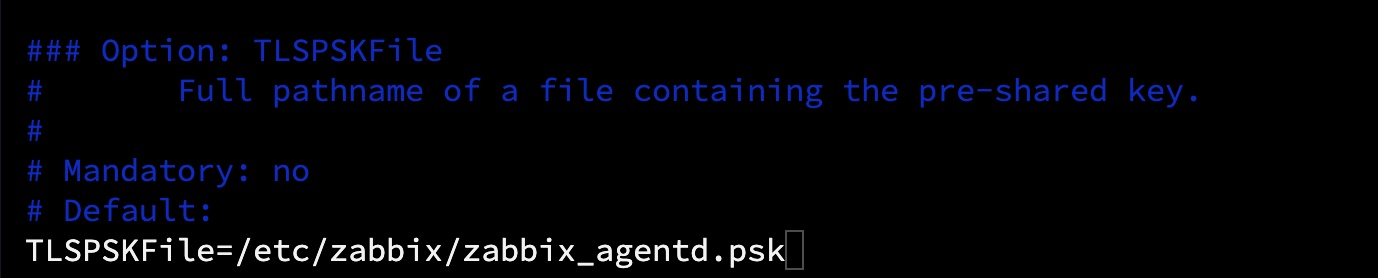 ### Option: TLSPSKFile
#       Full pathname of a file containing the pre-shared key.
#
# Mandatory: no
# Default:
TLSPSKFile=/etc/zabbix/zabbix_agentd.psk